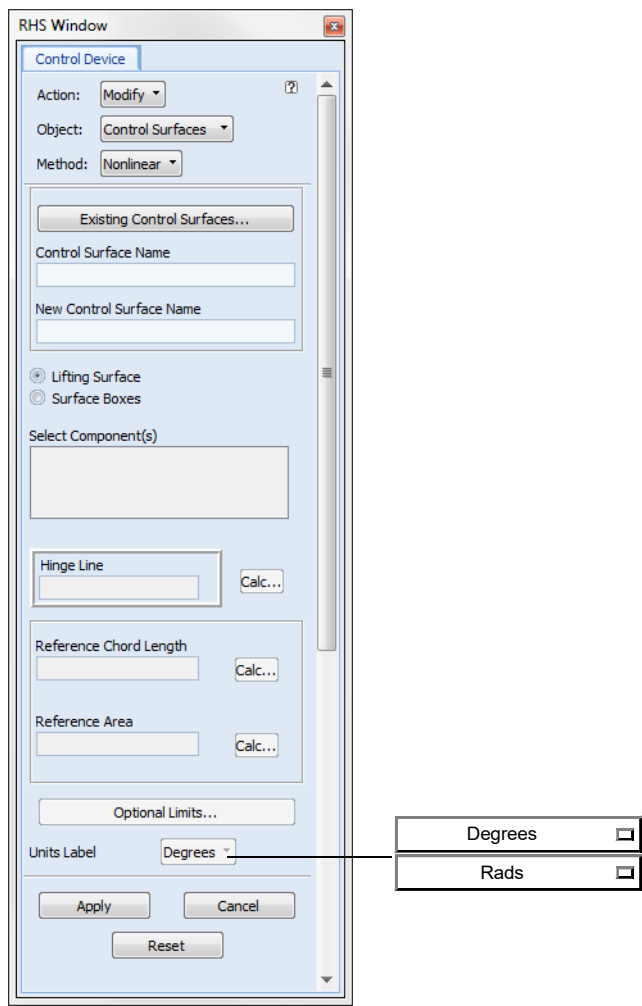 RHS Window
Control Device
Action: Modify
?
Object: Control Surfaces
Method: Nonlinear
Existing Control Surfaces...
Control Surface Name
New Control Surface Name
Lifting Surface
Surface Boxes
Select Component(s)
Hinge Line
Calc...
Reference Chord Length
Calc...
Reference Area
Calc...
Optional Limits...
Units Label Degrees
Degrees
Rads
Apply Cancel
Reset